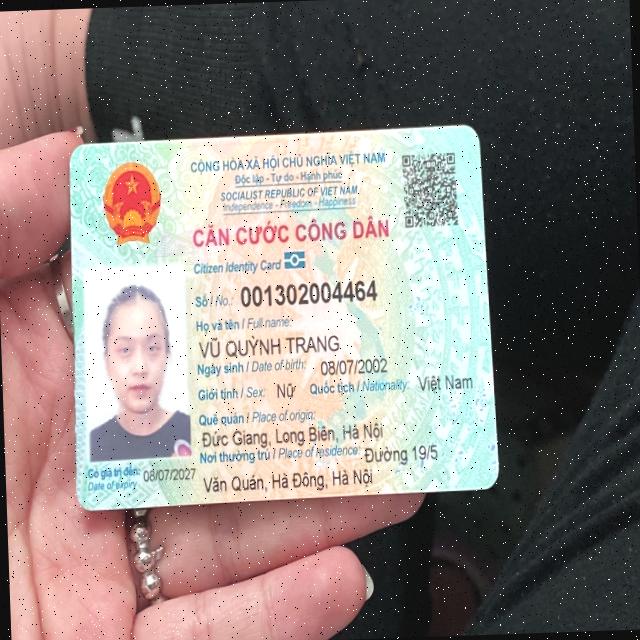 CỘNG HÒA XÃ HỘI CHỦ NGHĨA VIỆT NAM
Độc lập - Tự do - Hạnh phúc
SOCIALIST REPUBLIC OF VIET NAM
Independence - Freedom - Happiness
CĂN CƯỚC CÔNG DÂN
Citizen Identity Card
Số / No.: 001302004464
Họ và tên / Full name:
VŨ QUỲNH TRANG
Ngày sinh / Date of birth: 08/07/2002
Giới tính / Sex: Nữ Quốc tịch / Nationality: Việt Nam
Quê quán / Place of origin:
Đức Giang, Long Biên, Hà Nội
Nơi thường trú / Place of residence: Đường 19/5
Văn Quán, Hà Đông, Hà Nội
Có giá trị đến: 08/07/2027
Date of expiry